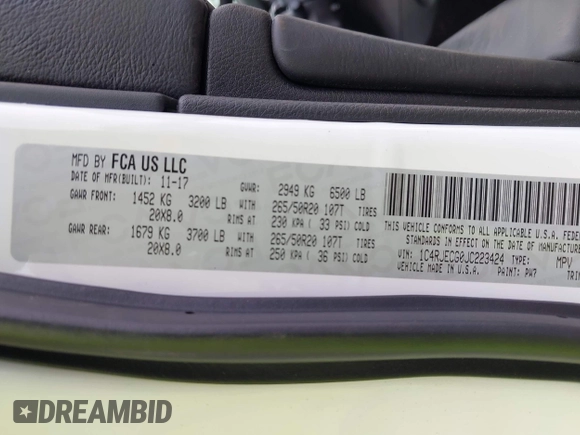 MFD BY FCA US LLC
DATE OF MFR(BUILT): 11-17 GVWR: 2949 KG 6500 LB
GAWR FRONT: 1452 KG 3200 LB 265/50R20 107T TIRES
20X8.0 RIMS AT 230 KPA ( 33 PSI) COLD
GAWR REAR: 1679 KG 3700 LB 265/50R20 107T TIRES
20X8.0 RIMS AT 250 KPA ( 36 PSI) COLD
THIS VEHICLE CONFORMS TO ALL APPLICABLE U.S.A.
STANDARDS IN EFFECT ON THE DATE OF
VIN: 1C4RJECG0JC223424 TYPE: MPV
VEHICLE MADE IN U.S.A. PAINT: PW7
DREAMBID